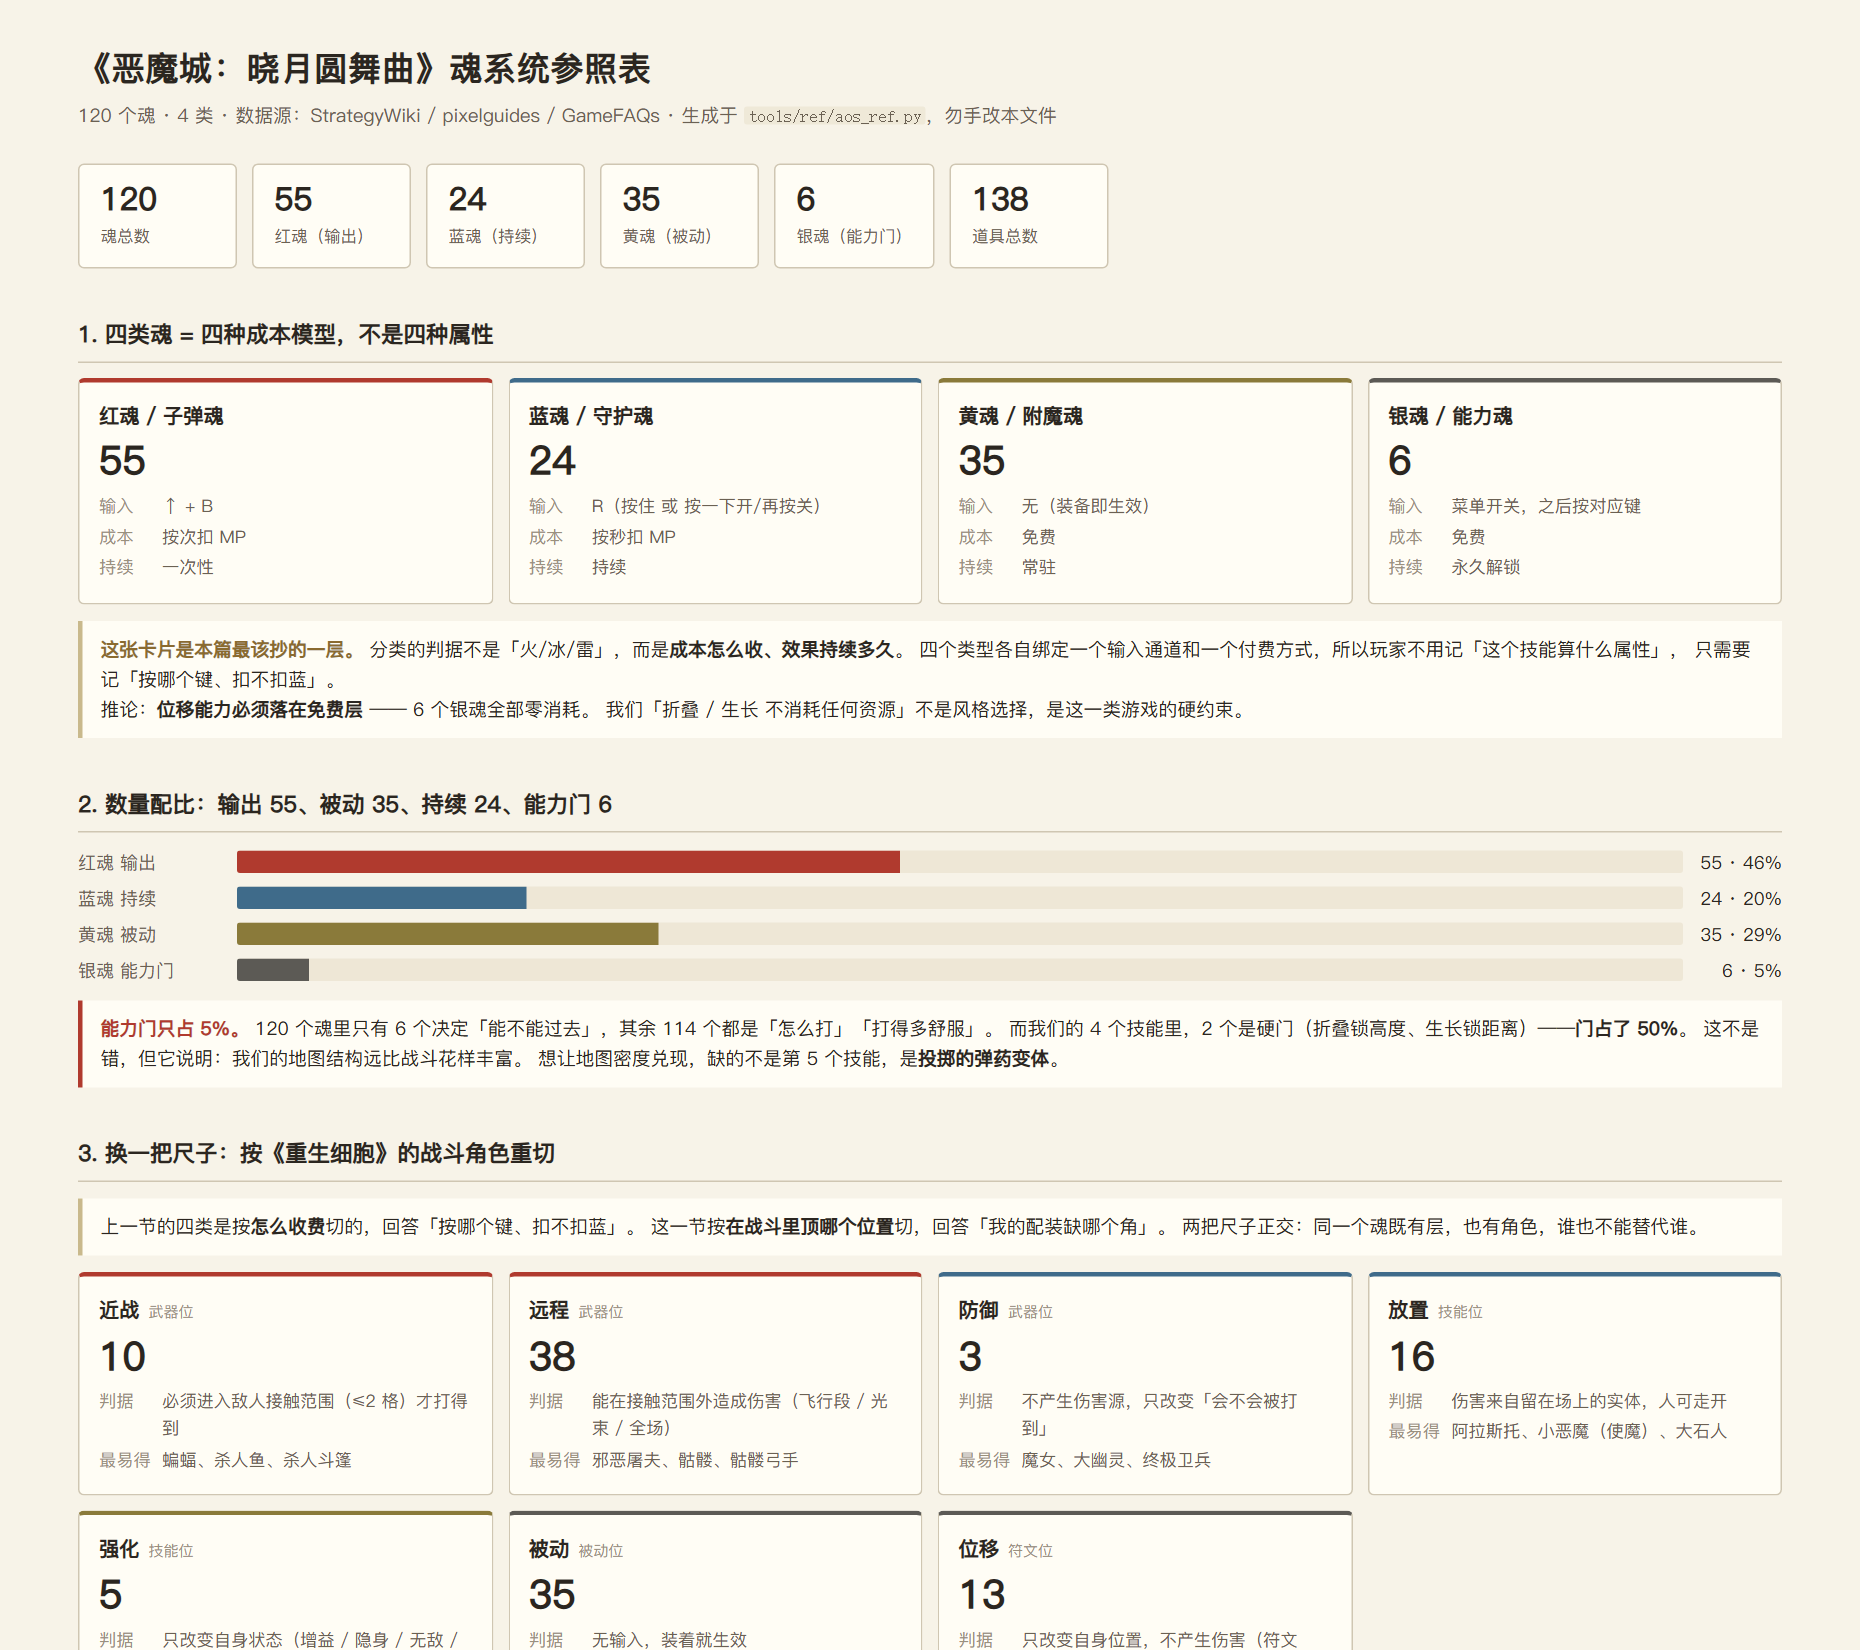 《恶魔城：晓月圆舞曲》魂系统参照表
120 个魂 · 4 类 · 数据源：StrategyWiki / pixelguides / GameFAQs · 生成于 tools/ref/aos_ref.py，勿手改本文件
120
魂总数
55
红魂（输出）
24
蓝魂（持续）
35
黄魂（被动）
6
银魂（能力门）
138
道具总数
1. 四类魂 = 四种成本模型，不是四种属性
红魂 / 子弹魂
55
输入 ↑ + B
成本 按次扣 MP
持续 一次性
蓝魂 / 守护魂
24
输入 R（按住 或 按一下开/再按关）
成本 按秒扣 MP
持续 持续
黄魂 / 附魔魂
35
输入 无（装备即生效）
成本 免费
持续 常驻
银魂 / 能力魂
6
输入 菜单开关，之后按对应键
成本 免费
持续 永久解锁
这张卡片是本篇最该抄的一层。 分类的判据不是「火/冰/雷」，而是成本怎么收、效果持续多久。 四个类型各自绑定一个输入通道和一个付费方式，所以玩家不用记「这个技能算什么属性」， 只需要
记「按哪个键、扣不扣蓝」。
推论：位移能力必须落在免费层 —— 6 个银魂全部零消耗。 我们「折叠 / 生长 不消耗任何资源」不是风格选择，是这一类游戏的硬约束。
2. 数量配比：输出 55、被动 35、持续 24、能力门 6
红魂 输出 55 · 46%
蓝魂 持续 24 · 20%
黄魂 被动 35 · 29%
银魂 能力门 6 · 5%
能力门只占 5%。 120 个魂里只有 6 个决定「能不能过去」，其余 114 个都是「怎么打」「打得多舒服」。 而我们的 4 个技能里，2 个是硬门（折叠锁高度、生长锁距离）——门占了 50%。 这不是
错，但它说明：我们的地图结构远比战斗花样丰富。 想让地图密度兑现，缺的不是第 5 个技能，是投掷的弹药变体。
3. 换一把尺子：按《重生细胞》的战斗角色重切
上一节的四类是按怎么收费切的，回答「按哪个键、扣不扣蓝」。 这一节按在战斗里顶哪个位置切，回答「我的配装缺哪个角」。 两把尺子正交：同一个魂既有层，也有角色，谁也不能替代谁。
近战 武器位
10
判据 必须进入敌人接触范围（≤2 格）才打得
到
最易得 蝙蝠、杀人鱼、杀人斗篷
远程 武器位
38
判据 能在接触范围外造成伤害（飞行段 / 光
束 / 全场）
最易得 邪恶屠夫、骷髅、骷髅弓手
防御 武器位
3
判据 不产生伤害源，只改变「会不会被打
到」
最易得 魔女、大幽灵、终极卫兵
放置 技能位
16
判据 伤害来自留在场上的实体，人可走开
最易得 阿拉斯托、小恶魔（使魔）、大石人
强化 技能位
5
判据 只改变自身状态（增益 / 隐身 / 无敌 /
被动 被动位
35
判据 无输入，装着就生效
位移 符文位
13
判据 只改变自身位置，不产生伤害（符文